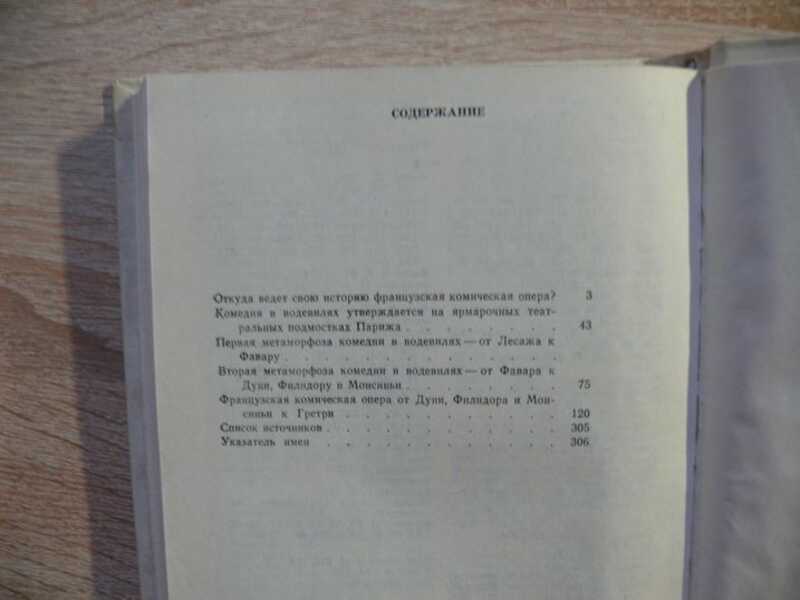 СОДЕРЖАНИЕ
Откуда ведет свою историю французская комическая опера? 3
Комедия в водевилях утверждается на ярмарочных теат-
ральных подмостках Парижа . . . . . . . . 43
Первая метаморфоза комедии в водевилях — от Лесажа к
Фавару . . . . . . . . . . . .
Вторая метаморфоза комедии в водевилях — от Фавара к
Дуни, Филидору и Монсиньи . . . . . . . . 75
Французская комическая опера от Дуни, Филидора и Мон-
синьи к Гретри . . . . . . . . . . 120
Список источников . . . . . . . . . . . 305
Указатель имен . . . . . . . . . . . 306